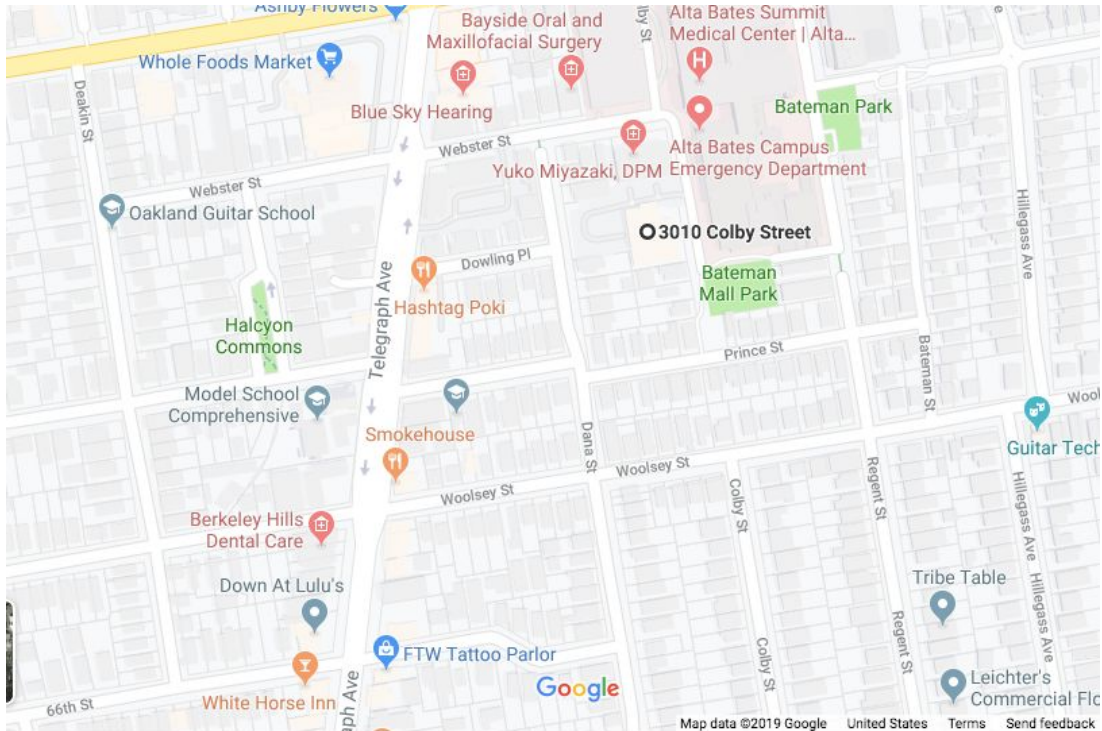 Ashby Flowers
Bayside Oral and
Maxillofacial Surgery
Colby St
Alta Bates Summit
Medical Center | Alta...
e
Whole Foods Market
Deakin St
Blue Sky Hearing
Bateman Park
Webster St
Yuko Miyazaki, DPM
Alta Bates Campus
Emergency Department
Webster St
Oakland Guitar School
Hillegass Ave
3010 Colby Street
Dowling Pl
Bateman
Mall Park
Hashtag Poki
Telegraph Ave
Halcyon
Commons
Prince St
Bateman St
Model School
Comprehensive
Smokehouse
Dana St
Woolsey St
Woolsey St
Guitar Tech
Colby St
Regent St
Hillegass Ave
Berkeley Hills
Dental Care
Down At Lulu's
Tribe Table
Hillegass Ave
Regent St
Colby St
FTW Tattoo Parlor
White Horse Inn
66th St
aph Ave
Google
Leichter's
Commercial Flo
Map data ©2019 Google United States Terms Send feedback